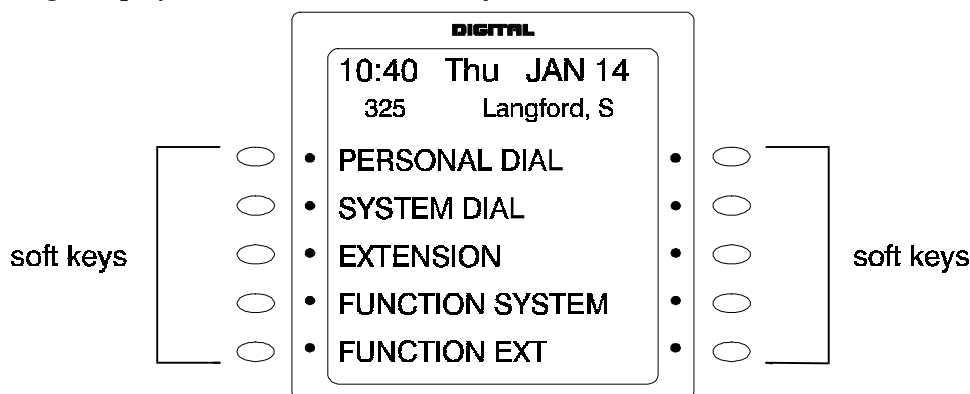 DIGITAL
10:40 Thu JAN 14
325 Langford, S
PERSONAL DIAL
SYSTEM DIAL
EXTENSION
FUNCTION SYSTEM
FUNCTION EXT
soft keys
soft keys